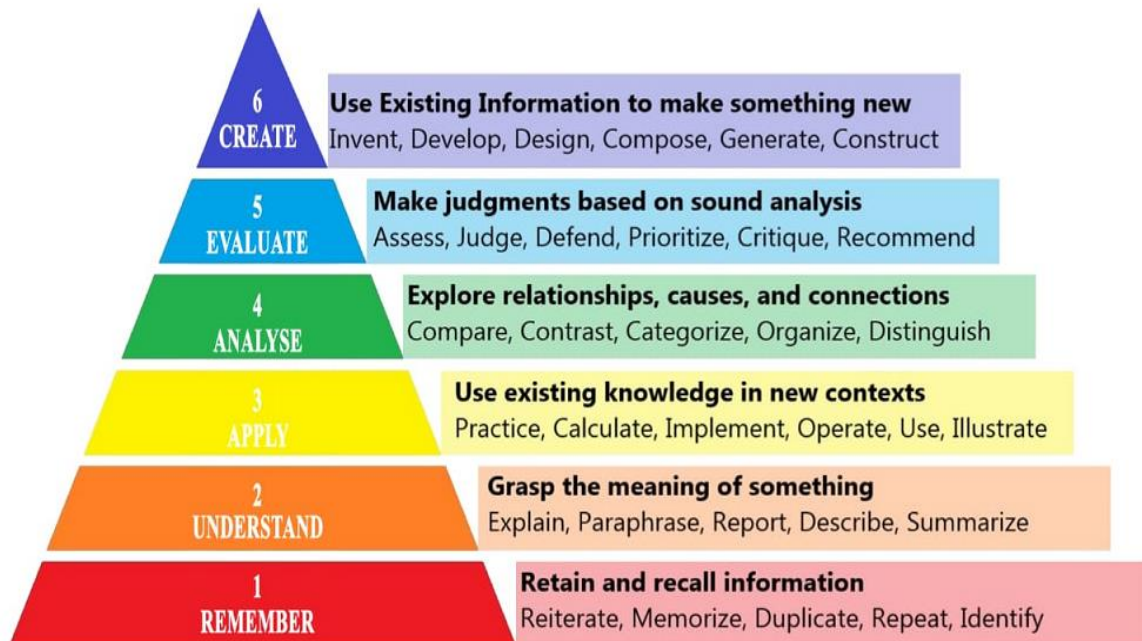 6
CREATE
Use Existing Information to make something new
Invent, Develop, Design, Compose, Generate, Construct
5
EVALUATE
Make judgments based on sound analysis
Assess, Judge, Defend, Prioritize, Critique, Recommend
4
ANALYSE
Explore relationships, causes, and connections
Compare, Contrast, Categorize, Organize, Distinguish
3
APPLY
Use existing knowledge in new contexts
Practice, Calculate, Implement, Operate, Use, Illustrate
2
UNDERSTAND
Grasp the meaning of something
Explain, Paraphrase, Report, Describe, Summarize
1
REMEMBER
Retain and recall information
Reiterate, Memorize, Duplicate, Repeat, Identify